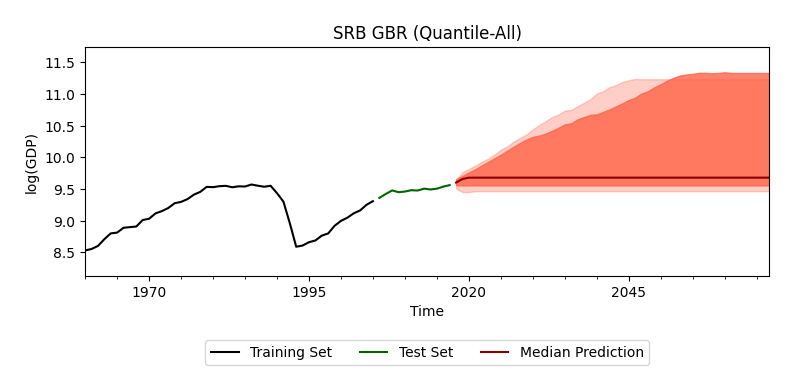 SRB GBR (Quantile-All)
log(GDP)
11.5
11.0
10.5
10.0
9.5
9.0
8.5
1970
1995
2020
2045
Time
Training Set
Test Set
Median Prediction